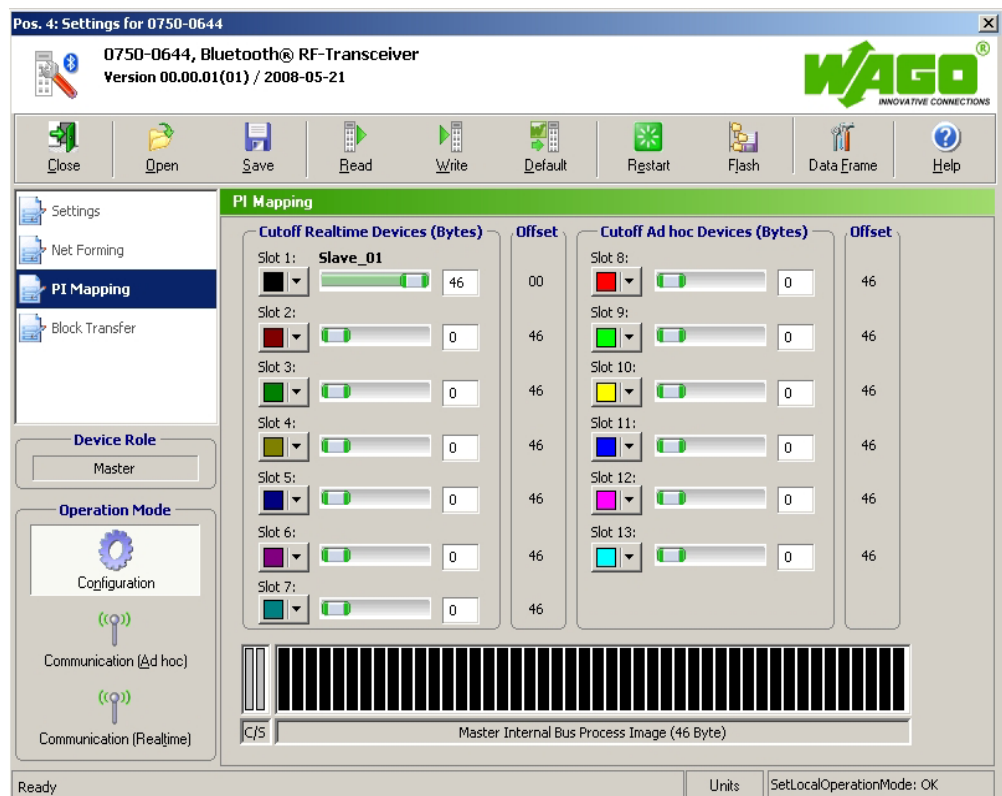 Pos. 4: Settings for 0750-0644
0750-0644, Bluetooth® RF-Transceiver
Version 00.00.01(01) / 2008-05-21
WAGO®
INNOVATIVE CONNECTIONS
Close Open Save Read Write Default Restart Flash Data Frame Help
Settings
Net Forming
PI Mapping
Block Transfer
Device Role
Master
Operation Mode
Configuration
Communication (Ad hoc)
Communication (Realtime)
PI Mapping
Cutoff Realtime Devices (Bytes) Offset
Slot 1: Slave_01
46 00
Slot 2:
0 46
Slot 3:
0 46
Slot 4:
0 46
Slot 5:
0 46
Slot 6:
0 46
Slot 7:
0 46
Cutoff Ad hoc Devices (Bytes) Offset
Slot 8:
0 46
Slot 9:
0 46
Slot 10:
0 46
Slot 11:
0 46
Slot 12:
0 46
Slot 13:
0 46
C/S Master Internal Bus Process Image (46 Byte)
Ready Units SetLocalOperationMode: OK